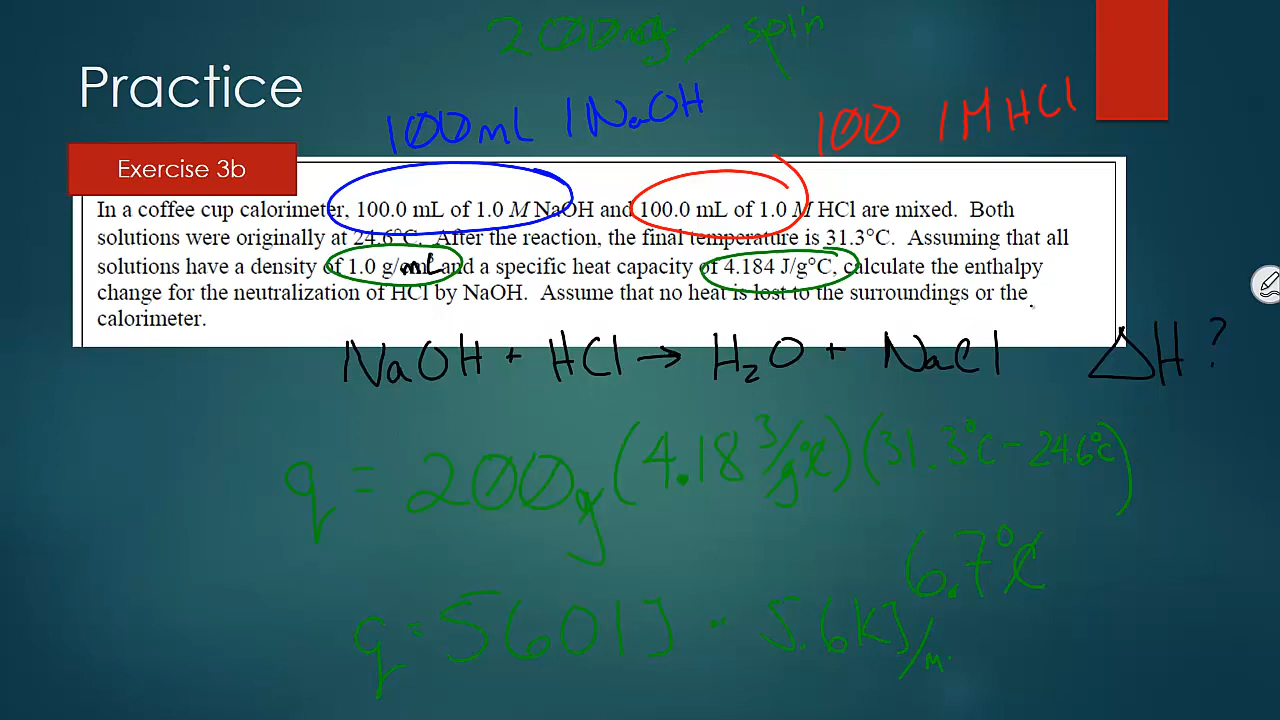 200mg / spin
Practice
100mL 1 NaOH
100 1M HCl
Exercise 3b
In a coffee cup calorimeter, 100.0 mL of 1.0 M NaOH and 100.0 mL of 1.0 M HCl are mixed. Both
solutions were originally at 24.6°C. After the reaction, the final temperature is 31.3°C. Assuming that all
solutions have a density of 1.0 g/mL and a specific heat capacity of 4.184 J/g°C, calculate the enthalpy
change for the neutralization of HCl by NaOH. Assume that no heat is lost to the surroundings or the
calorimeter.
NaOH + HCl → H₂O + NaCl ΔH?
q = 200g (4.18 J/g°C) (31.3°C - 24.6°C)
6.7°C
q = 5601J - 5.6KJ/m.